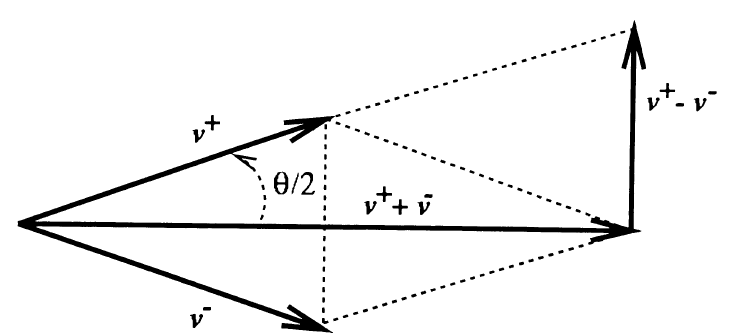 v⁺
v⁺- v⁻
θ/2
v⁺+ v⁻
v⁻